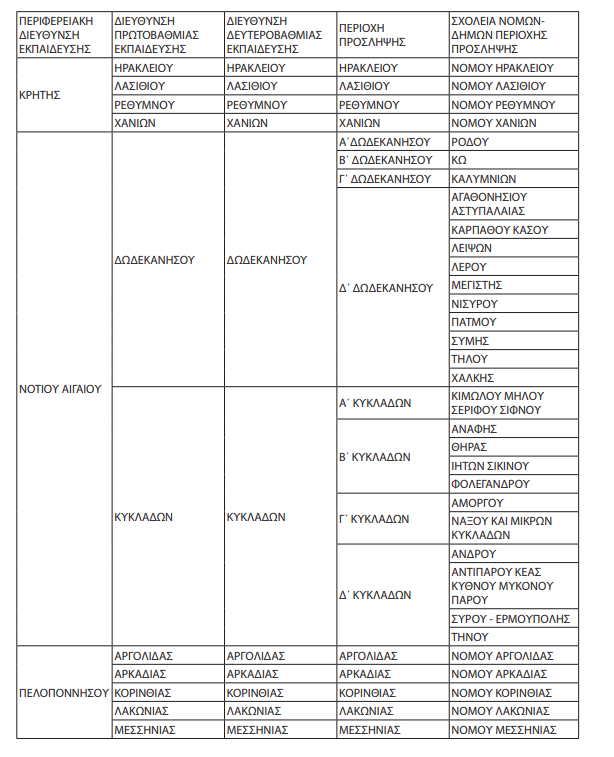 ΠΕΡΙΦΕΡΕΙΑΚΗ ΔΙΕΥΘΥΝΣΗ ΕΚΠΑΙΔΕΥΣΗΣ
ΔΙΕΥΘΥΝΣΗ ΠΡΩΤΟΒΑΘΜΙΑΣ ΕΚΠΑΙΔΕΥΣΗΣ
ΔΙΕΥΘΥΝΣΗ ΔΕΥΤΕΡΟΒΑΘΜΙΑΣ ΕΚΠΑΙΔΕΥΣΗΣ
ΠΕΡΙΟΧΗ ΠΡΟΣΛΗΨΗΣ
ΣΧΟΛΕΙΑ ΝΟΜΩΝ-ΔΗΜΩΝ ΠΕΡΙΟΧΗΣ ΠΡΟΣΛΗΨΗΣ
ΚΡΗΤΗΣ
ΗΡΑΚΛΕΙΟΥ ΗΡΑΚΛΕΙΟΥ ΗΡΑΚΛΕΙΟΥ ΝΟΜΟΥ ΗΡΑΚΛΕΙΟΥ
ΛΑΣΙΘΙΟΥ ΛΑΣΙΘΙΟΥ ΛΑΣΙΘΙΟΥ ΝΟΜΟΥ ΛΑΣΙΘΙΟΥ
ΡΕΘΥΜΝΟΥ ΡΕΘΥΜΝΟΥ ΡΕΘΥΜΝΟΥ ΝΟΜΟΥ ΡΕΘΥΜΝΟΥ
ΧΑΝΙΩΝ ΧΑΝΙΩΝ ΧΑΝΙΩΝ ΝΟΜΟΥ ΧΑΝΙΩΝ
ΝΟΤΙΟΥ ΑΙΓΑΙΟΥ
ΔΩΔΕΚΑΝΗΣΟΥ ΔΩΔΕΚΑΝΗΣΟΥ
Α΄ΔΩΔΕΚΑΝΗΣΟΥ ΡΟΔΟΥ
Β΄ ΔΩΔΕΚΑΝΗΣΟΥ ΚΩ
Γ΄ ΔΩΔΕΚΑΝΗΣΟΥ ΚΑΛΥΜΝΙΩΝ
Δ΄ ΔΩΔΕΚΑΝΗΣΟΥ
ΑΓΑΘΟΝΗΣΙΟΥ
ΑΣΤΥΠΑΛΑΙΑΣ
ΚΑΡΠΑΘΟΥ ΚΑΣΟΥ
ΛΕΙΨΩΝ
ΛΕΡΟΥ
ΜΕΓΙΣΤΗΣ
ΝΙΣΥΡΟΥ
ΠΑΤΜΟΥ
ΣΥΜΗΣ
ΤΗΛΟΥ
ΧΑΛΚΗΣ
ΚΥΚΛΑΔΩΝ ΚΥΚΛΑΔΩΝ
Α΄ ΚΥΚΛΑΔΩΝ
ΚΙΜΩΛΟΥ ΜΗΛΟΥ
ΣΕΡΙΦΟΥ ΣΙΦΝΟΥ
Β΄ ΚΥΚΛΑΔΩΝ
ΑΝΑΦΗΣ
ΘΗΡΑΣ
ΙΗΤΩΝ ΣΙΚΙΝΟΥ
ΦΟΛΕΓΑΝΔΡΟΥ
Γ΄ ΚΥΚΛΑΔΩΝ
ΑΜΟΡΓΟΥ
ΝΑΞΟΥ ΚΑΙ ΜΙΚΡΩΝ
ΚΥΚΛΑΔΩΝ
Δ΄ ΚΥΚΛΑΔΩΝ
ΑΝΔΡΟΥ
ΑΝΤΙΠΑΡΟΥ ΚΕΑΣ
ΚΥΘΝΟΥ ΜΥΚΟΝΟΥ
ΠΑΡΟΥ
ΣΥΡΟΥ - ΕΡΜΟΥΠΟΛΗΣ
ΤΗΝΟΥ
ΠΕΛΟΠΟΝΝΗΣΟΥ
ΑΡΓΟΛΙΔΑΣ ΑΡΓΟΛΙΔΑΣ ΑΡΓΟΛΙΔΑΣ ΝΟΜΟΥ ΑΡΓΟΛΙΔΑΣ
ΑΡΚΑΔΙΑΣ ΑΡΚΑΔΙΑΣ ΑΡΚΑΔΙΑΣ ΝΟΜΟΥ ΑΡΚΑΔΙΑΣ
ΚΟΡΙΝΘΙΑΣ ΚΟΡΙΝΘΙΑΣ ΚΟΡΙΝΘΙΑΣ ΝΟΜΟΥ ΚΟΡΙΝΘΙΑΣ
ΛΑΚΩΝΙΑΣ ΛΑΚΩΝΙΑΣ ΛΑΚΩΝΙΑΣ ΝΟΜΟΥ ΛΑΚΩΝΙΑΣ
ΜΕΣΣΗΝΙΑΣ ΜΕΣΣΗΝΙΑΣ ΜΕΣΣΗΝΙΑΣ ΝΟΜΟΥ ΜΕΣΣΗΝΙΑΣ